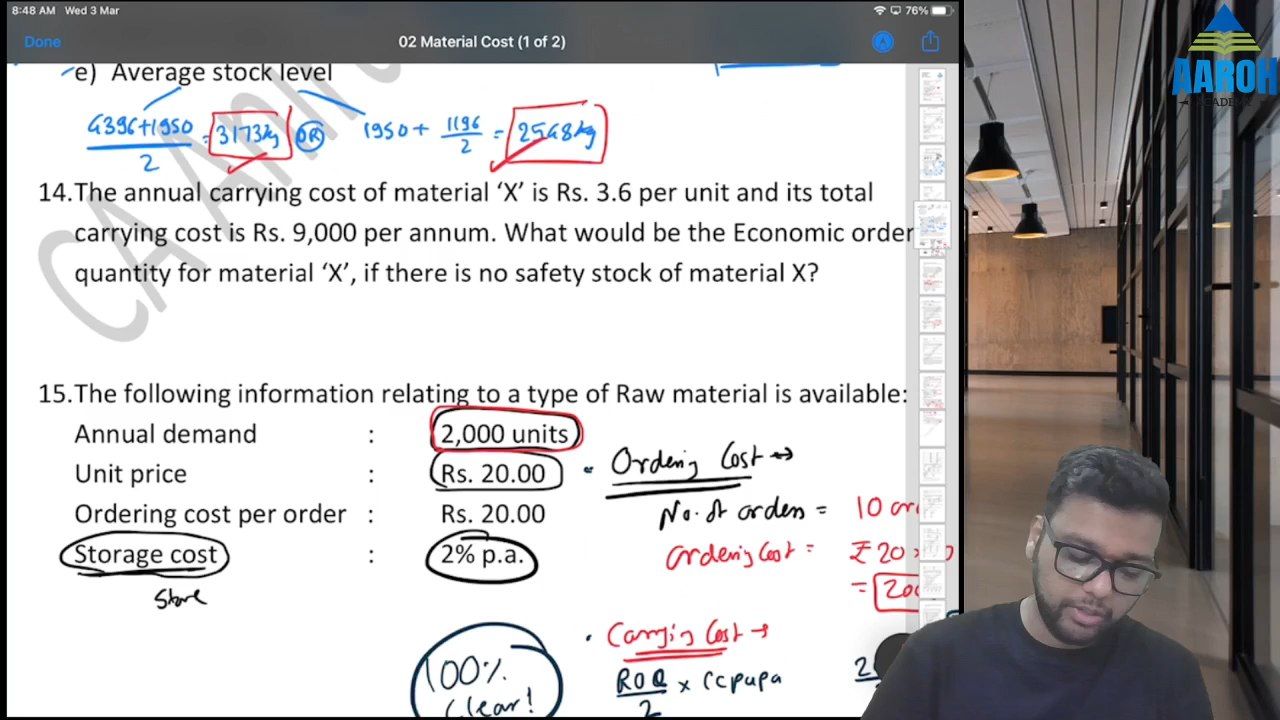 8:48 AM Wed 3 Mar
76%
Done
02 Material Cost (1 of 2)
AAROH
e) Average stock level
4396+1950
2
= 3173kg OR 1950 + 1196
2
= 2548kg
14.The annual carrying cost of material ‘X’ is Rs. 3.6 per unit and its total
carrying cost is Rs. 9,000 per annum. What would be the Economic order
quantity for material ‘X’, if there is no safety stock of material X?
15.The following information relating to a type of Raw material is available:
Annual demand : 2,000 units
Unit price : Rs. 20.00
Ordering cost per order : Rs. 20.00
Storage cost : 2% p.a.
Store
Ordering Cost →
No. of orders = 10
Ordering Cost = ₹20
=
Carrying Cost →
ROQ
2
× CCpupa
100%
Clear!